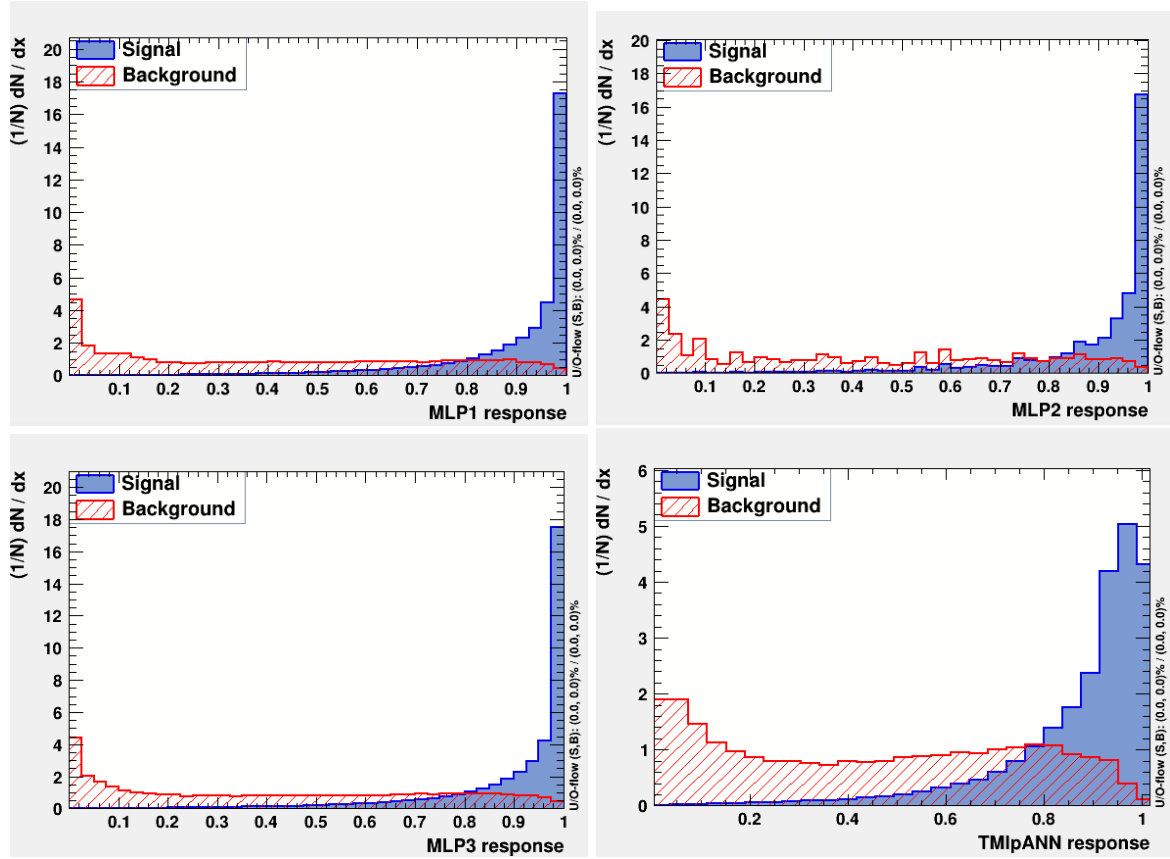 (1/N) dN / dx
20
18
16
14
12
10
8
6
4
2
0
Signal
Background
0.1 0.2 0.3 0.4 0.5 0.6 0.7 0.8 0.9 1
MLP1 response
U/O-flow (S,B): (0.0, 0.0)% / (0.0, 0.0)%
(1/N) dN / dx
20
18
16
14
12
10
8
6
4
2
0
Signal
Background
0.1 0.2 0.3 0.4 0.5 0.6 0.7 0.8 0.9 1
MLP2 response
U/O-flow (S,B): (0.0, 0.0)% / (0.0, 0.0)%
(1/N) dN / dx
20
18
16
14
12
10
8
6
4
2
0
Signal
Background
0.1 0.2 0.3 0.4 0.5 0.6 0.7 0.8 0.9 1
MLP3 response
U/O-flow (S,B): (0.0, 0.0)% / (0.0, 0.0)%
(1/N) dN / dx
6
5
4
3
2
1
0
Signal
Background
0.2 0.4 0.6 0.8 1
TMlpANN response
U/O-flow (S,B): (0.0, 0.0)% / (0.0, 0.0)%